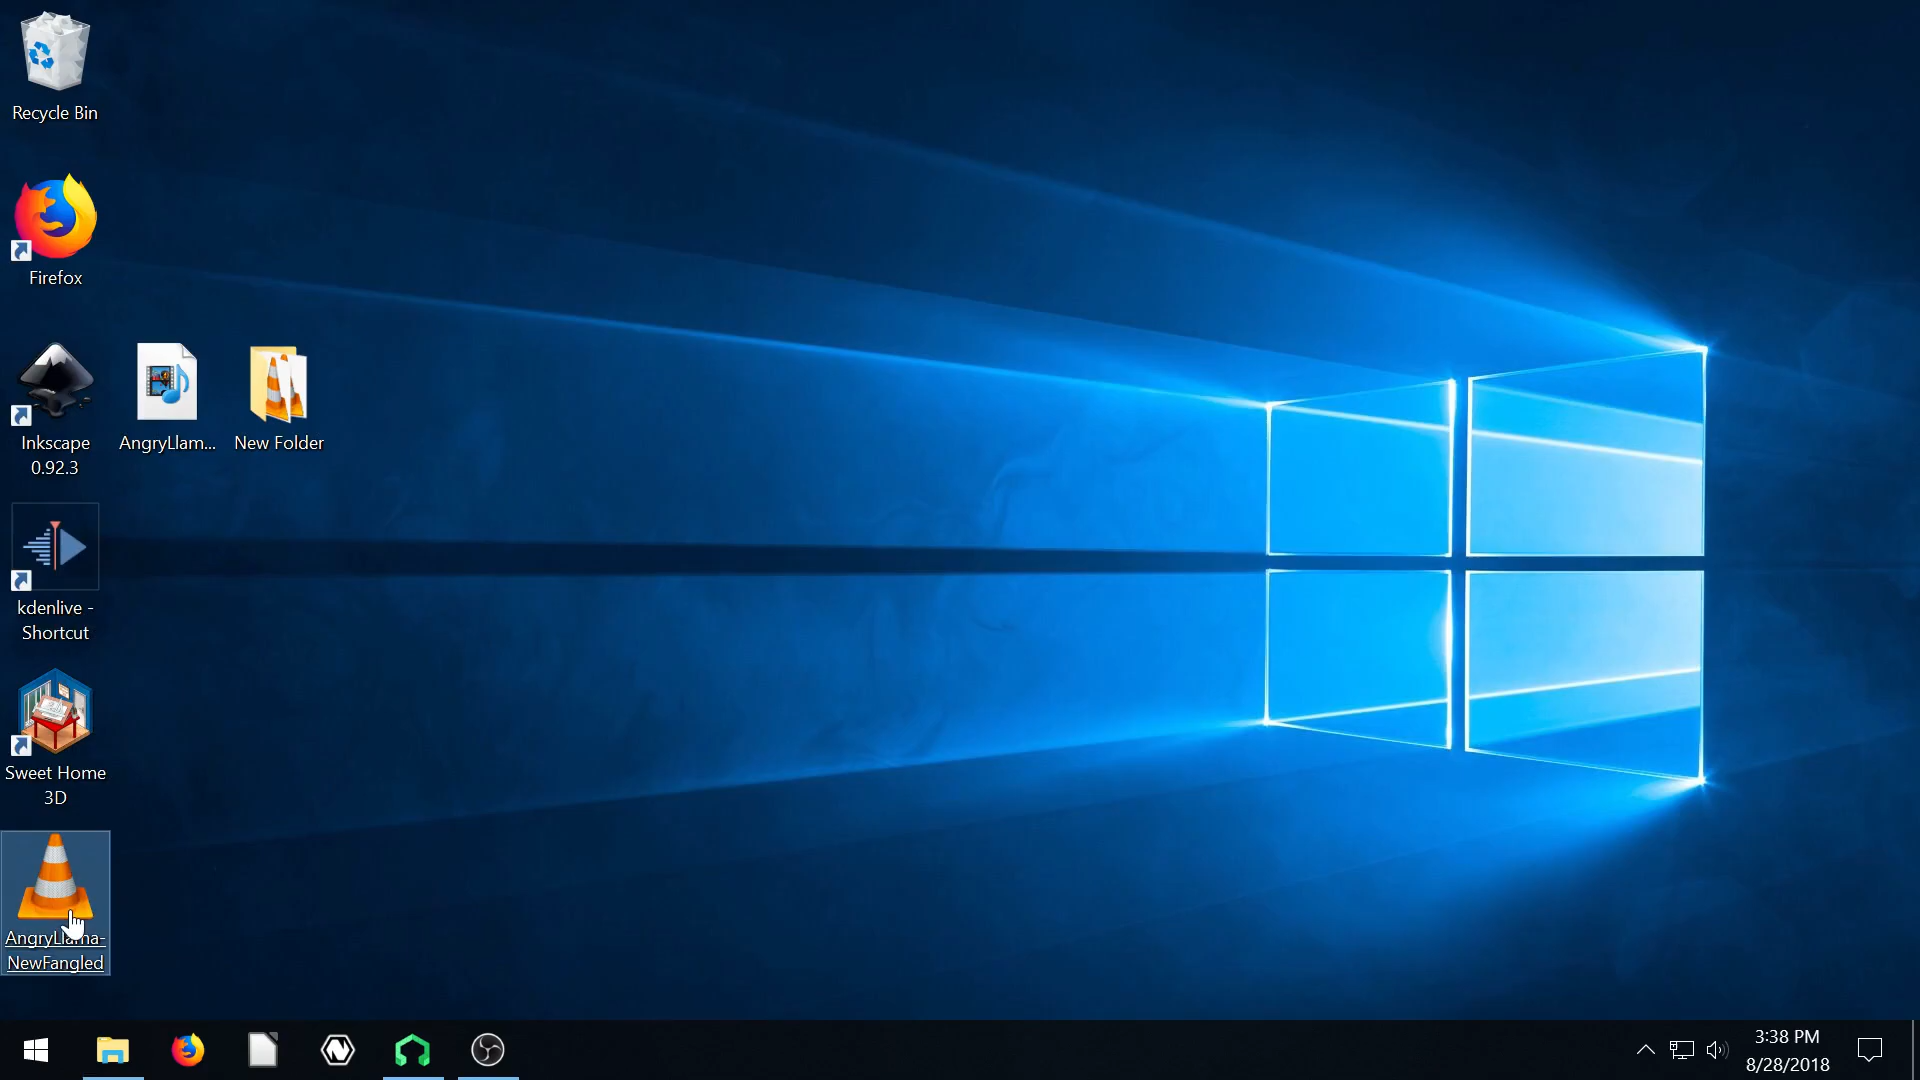 Recycle Bin
Firefox
Inkscape
0.92.3
AngryLlam...
New Folder
kdenlive -
Shortcut
Sweet Home
3D
AngryLlama-
NewFangled
3:38 PM
8/28/2018